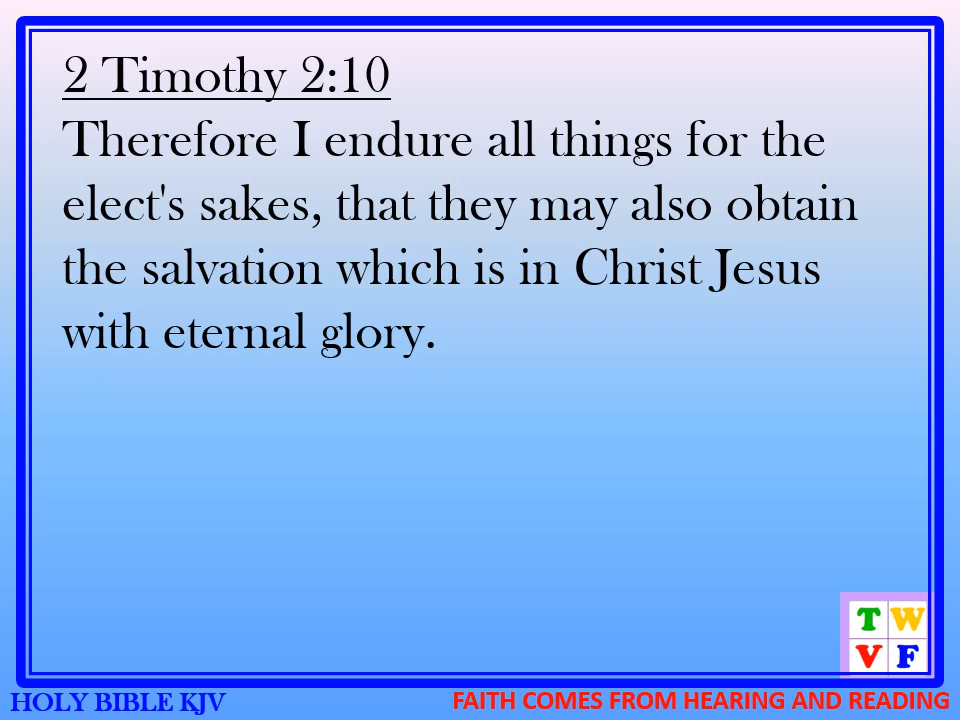 2 Timothy 2:10
Therefore I endure all things for the
elect's sakes, that they may also obtain
the salvation which is in Christ Jesus
with eternal glory.
T W
V F
HOLY BIBLE KJV
FAITH COMES FROM HEARING AND READING